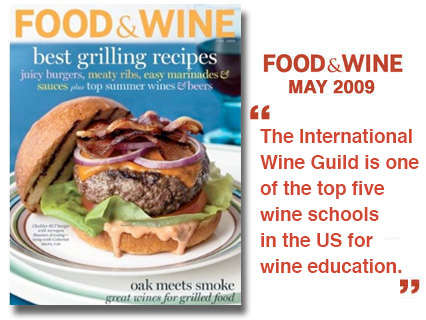 FOOD&WINE
best grilling recipes
juicy burgers, meaty ribs, easy marinades &
sauces plus top summer wines & beers
oak meets smoke
great wines for grilled food
FOOD&WINE
MAY 2009
“
The International
Wine Guild is one
of the top five
wine schools
in the US for
wine education.
”